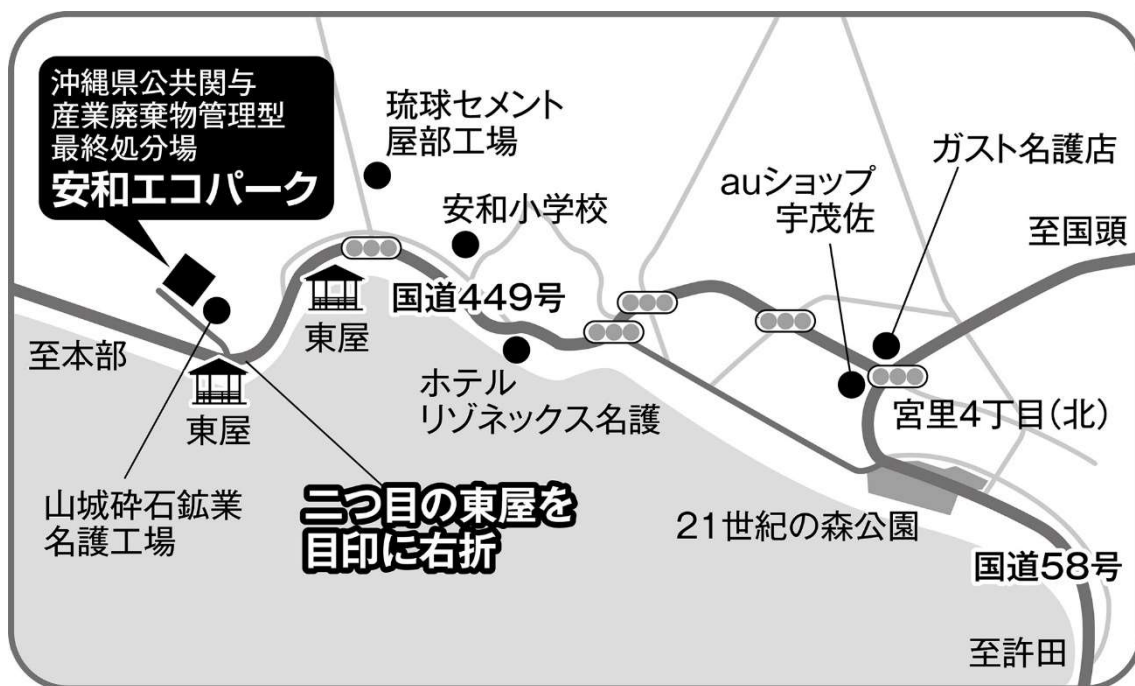 沖縄県公共関与
産業廃棄物管理型
最終処分場
安和エコパーク
琉球セメント
屋部工場
安和小学校
auショップ
宇茂佐
ガスト名護店
至国頭
国道449号
東屋
至本部
東屋
ホテル
リゾネックス名護
宮里4丁目（北）
山城砕石鉱業
名護工場
二つ目の東屋を
目印に右折
21世紀の森公園
国道58号
至許田